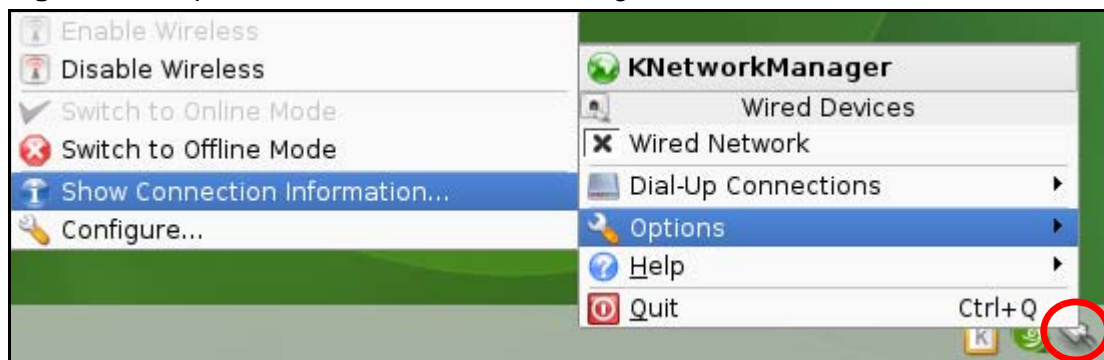 Enable Wireless
Disable Wireless
Switch to Online Mode
Switch to Offline Mode
Show Connection Information...
Configure...
KNetworkManager
Wired Devices
Wired Network
Dial-Up Connections
Options
Help
Quit Ctrl+Q
K